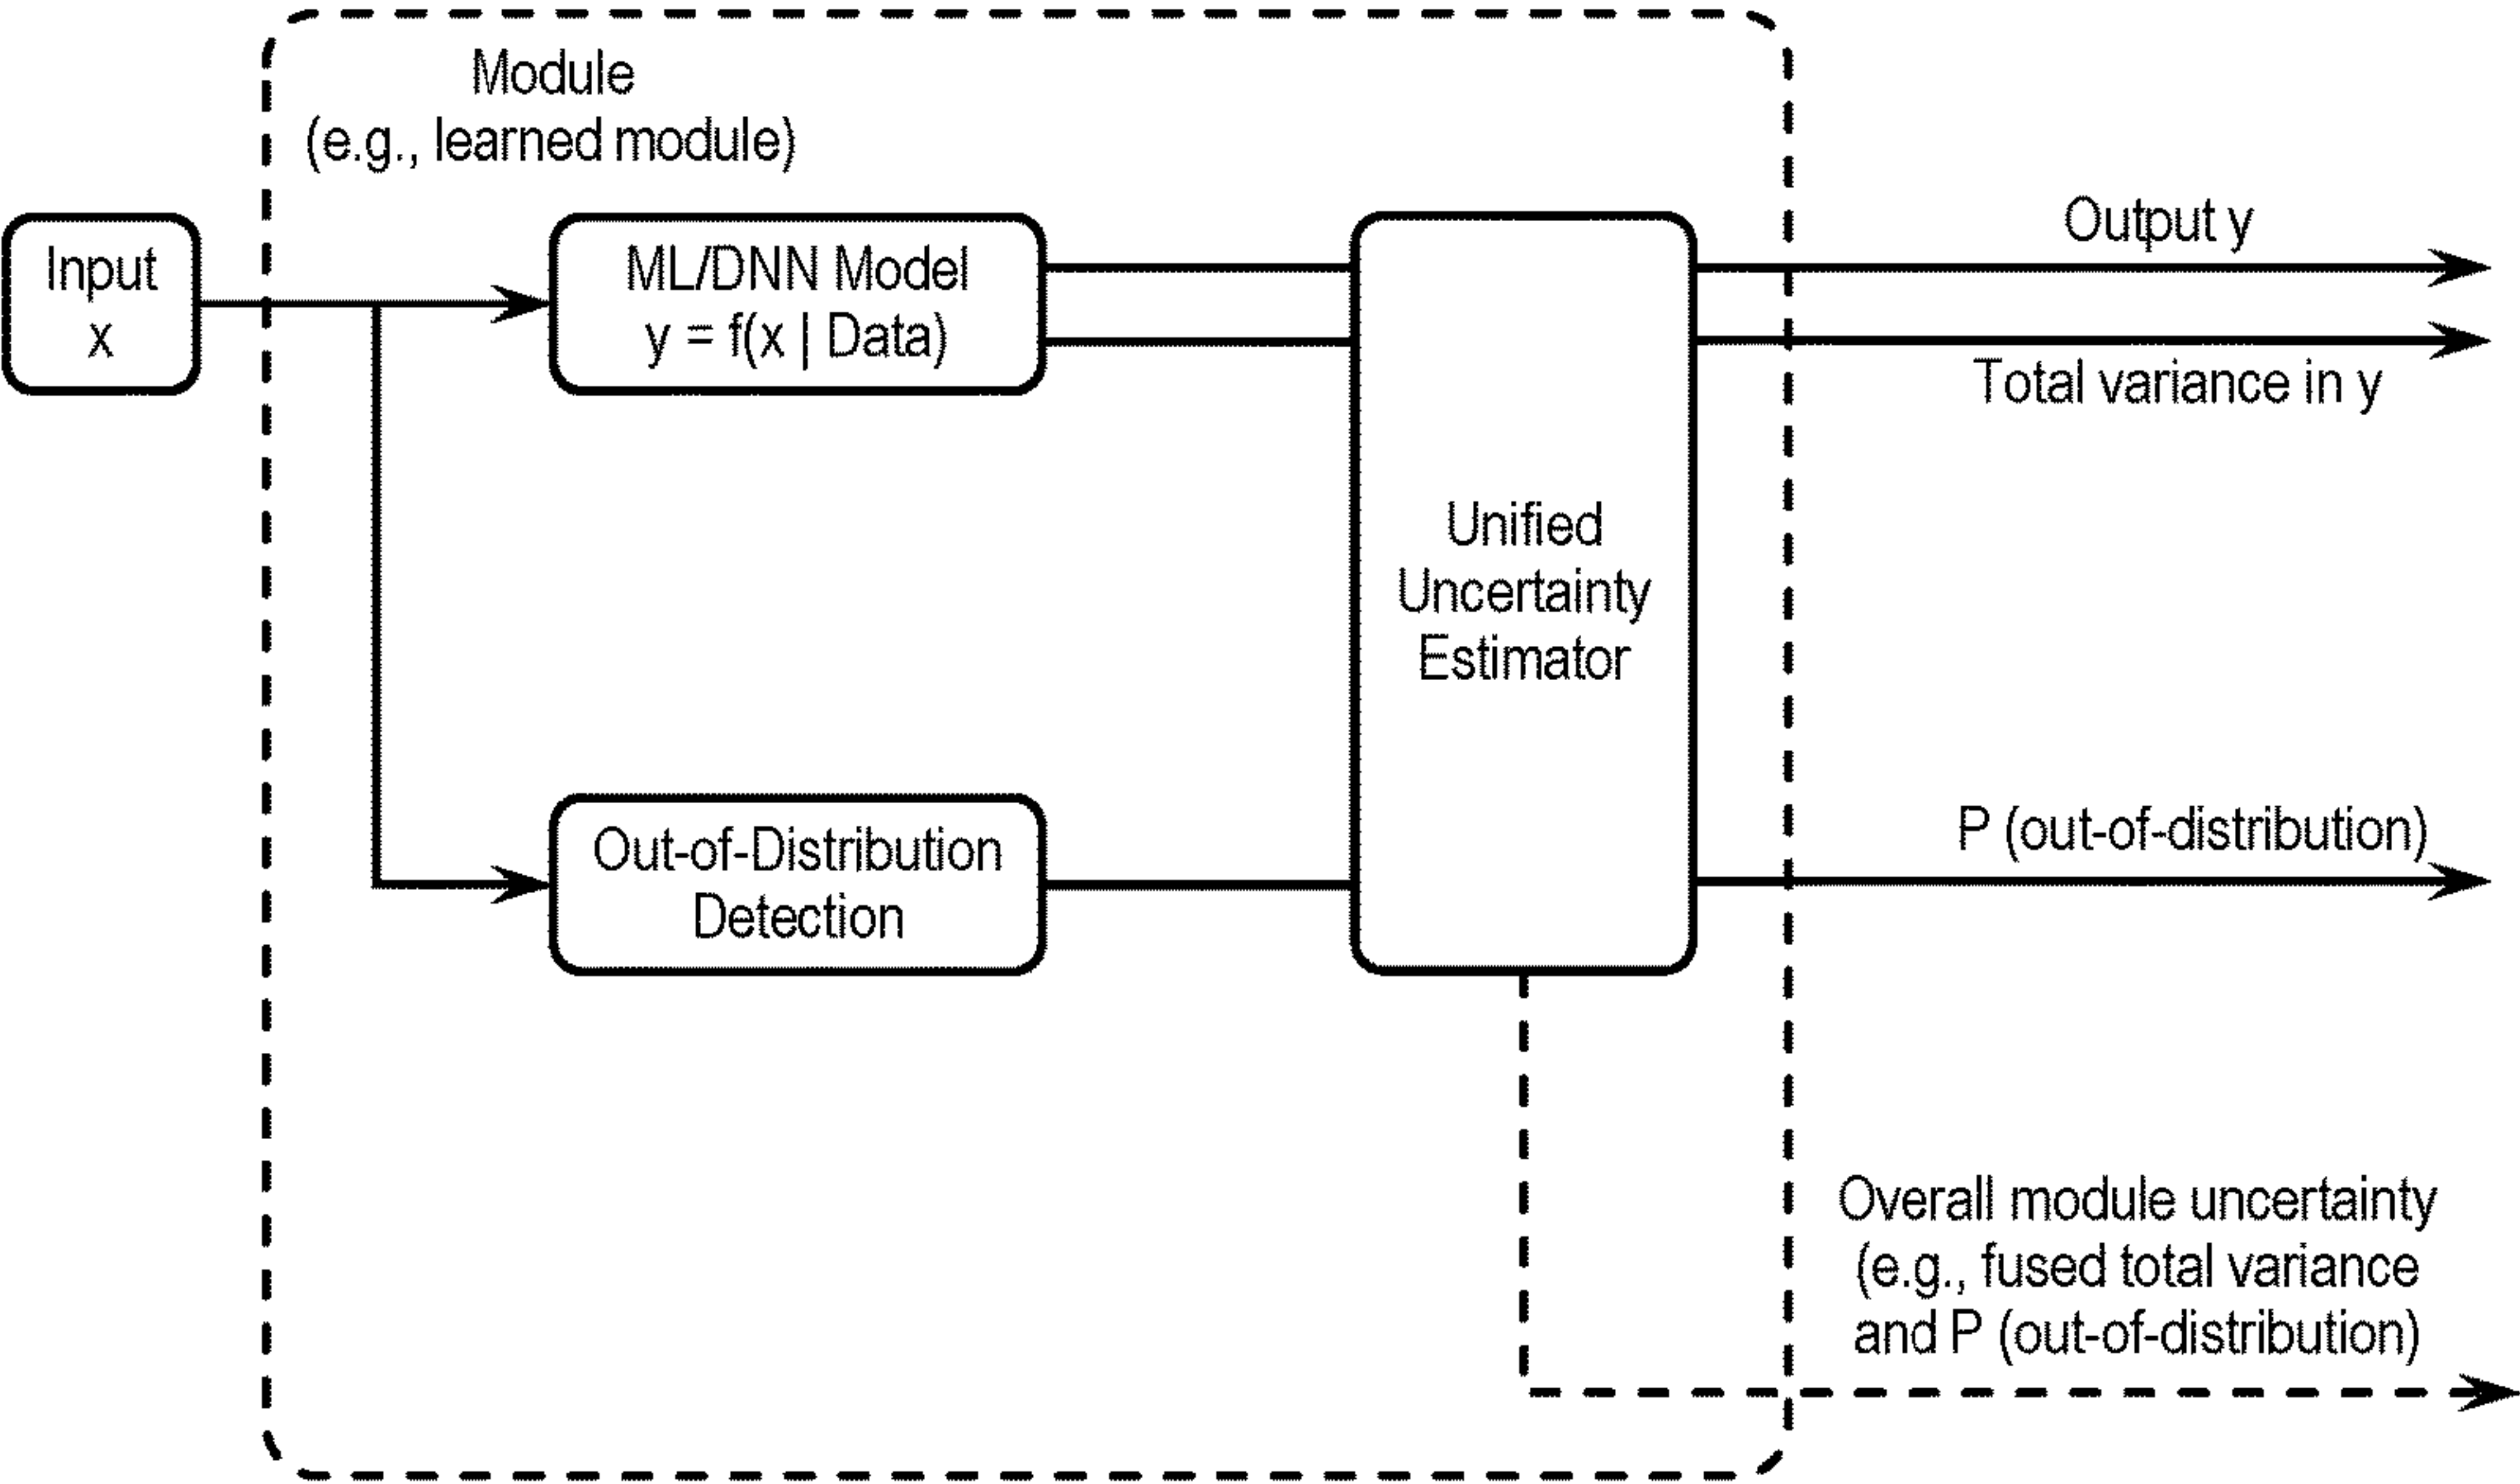 Module
(e.g., learned module)
Input
x
ML/DNN Model
y = f(x | Data)
Out-of-Distribution
Detection
Unified
Uncertainty
Estimator
Output y
Total variance in y
P (out-of-distribution)
Overall module uncertainty
(e.g., fused total variance
and P (out-of-distribution)